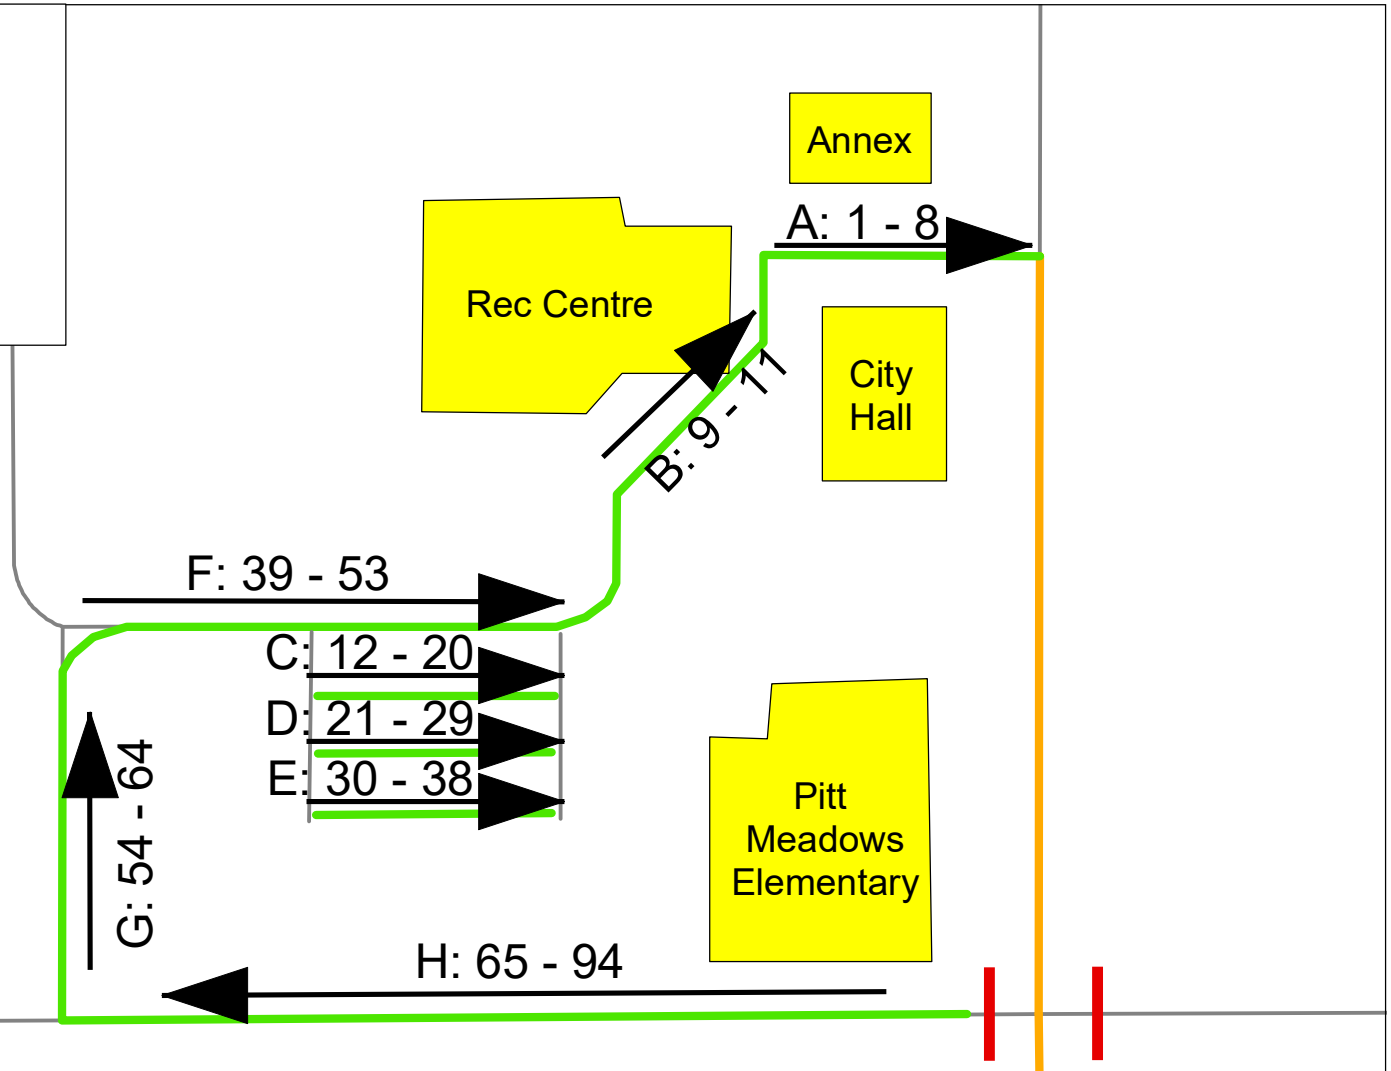 Annex
A: 1 - 8
Rec Centre
City
Hall
B: 9 - 11
F: 39 - 53
C: 12 - 20
D: 21 - 29
E: 30 - 38
G: 54 - 64
Pitt
Meadows
Elementary
H: 65 - 94